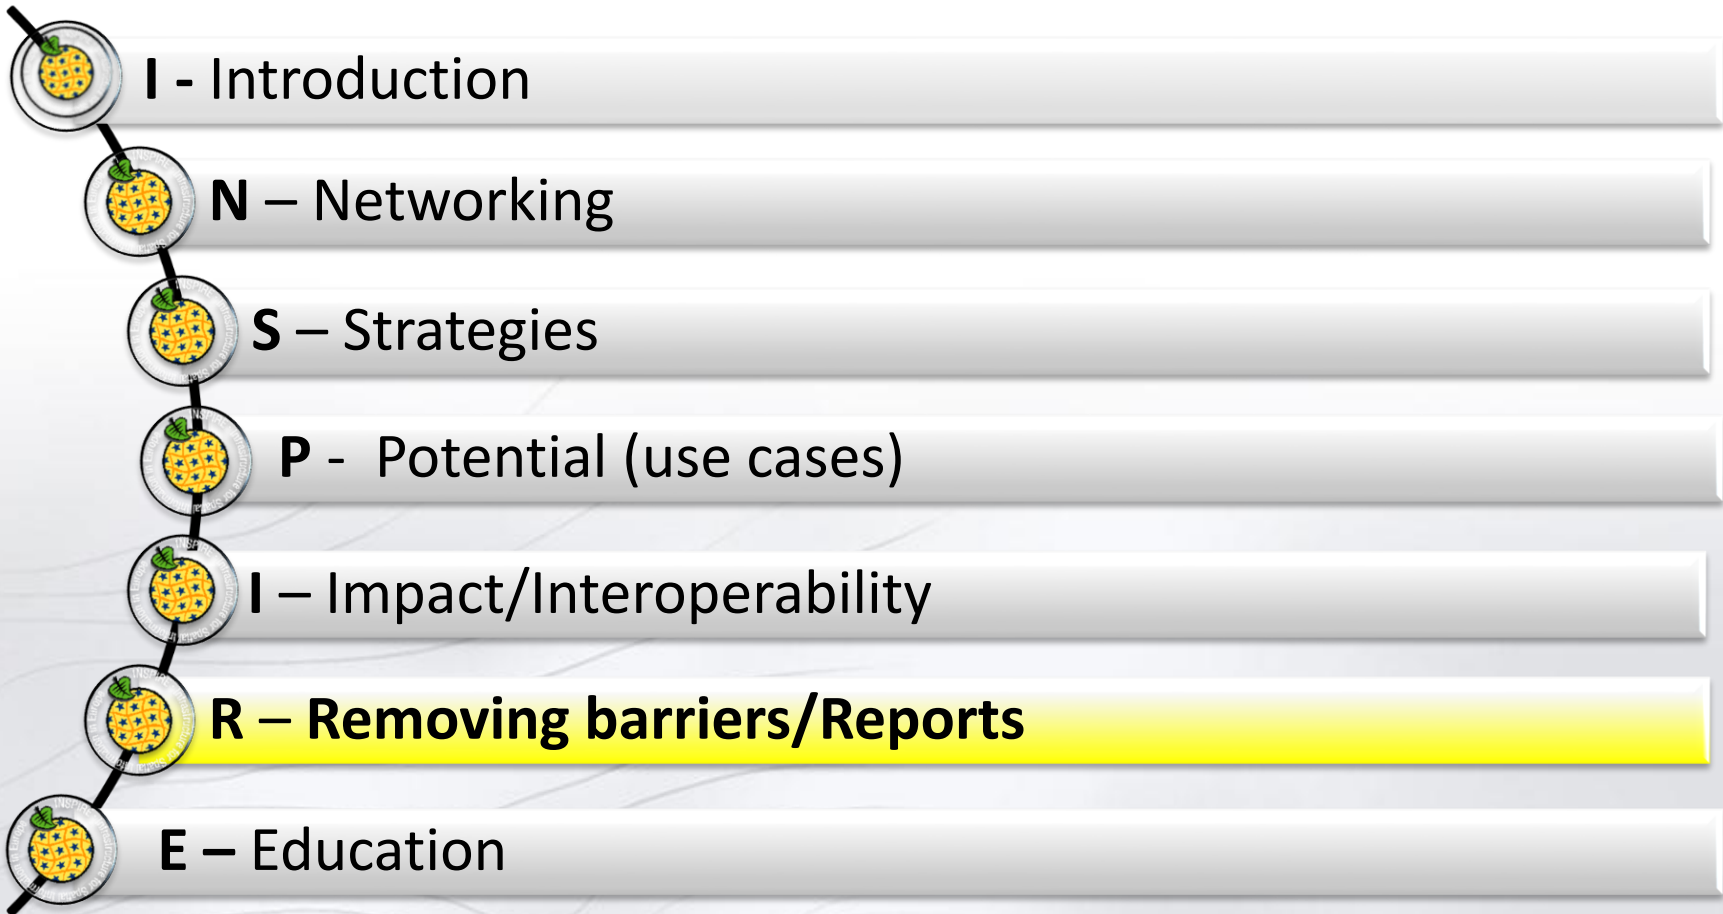 I - Introduction
N – Networking
S – Strategies
P - Potential (use cases)
I – Impact/Interoperability
R – Removing barriers/Reports
E – Education